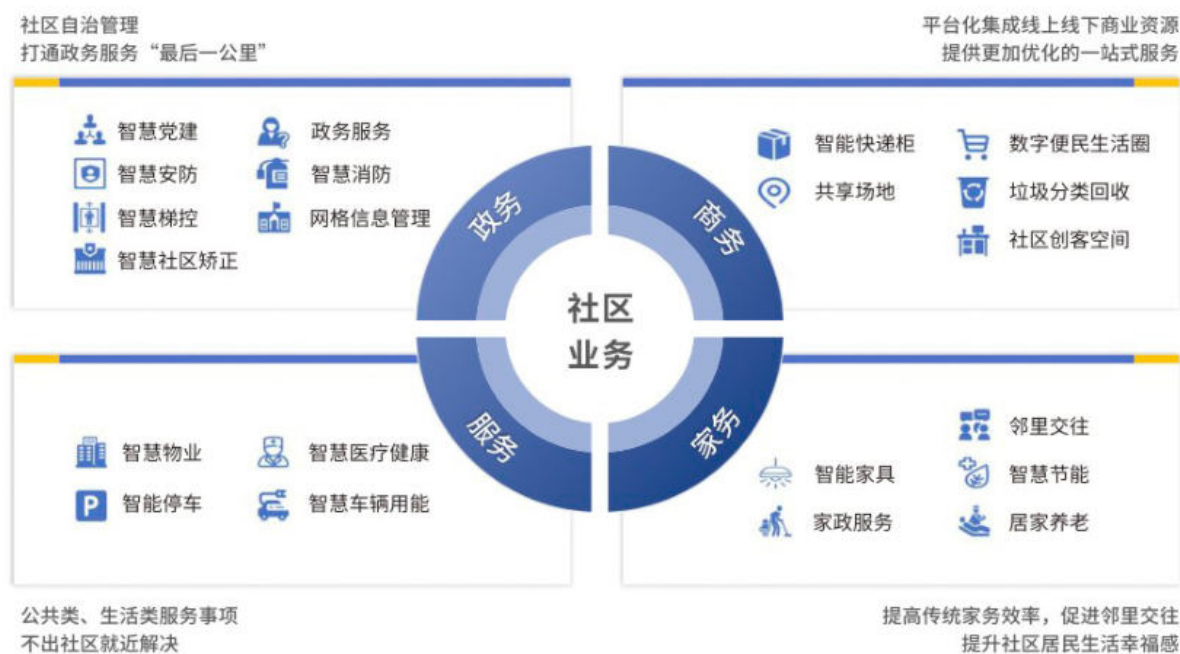 社区自治管理
打通政务服务“最后一公里”
智慧党建
政务服务
智慧安防
智慧消防
智慧梯控
网格信息管理
智慧社区矫正
平台化集成线上线下商业资源
提供更加优化的一站式服务
智能快递柜
数字便民生活圈
共享场地
垃圾分类回收
社区创客空间
政务
商务
社区
业务
服务
家务
智慧物业
智慧医疗健康
P
智能停车
智慧车辆用能
公共类、生活类服务事项
不出社区就近解决
邻里交往
智能家具
智慧节能
家政服务
居家养老
提高传统家务效率，促进邻里交往
提升社区居民生活幸福感